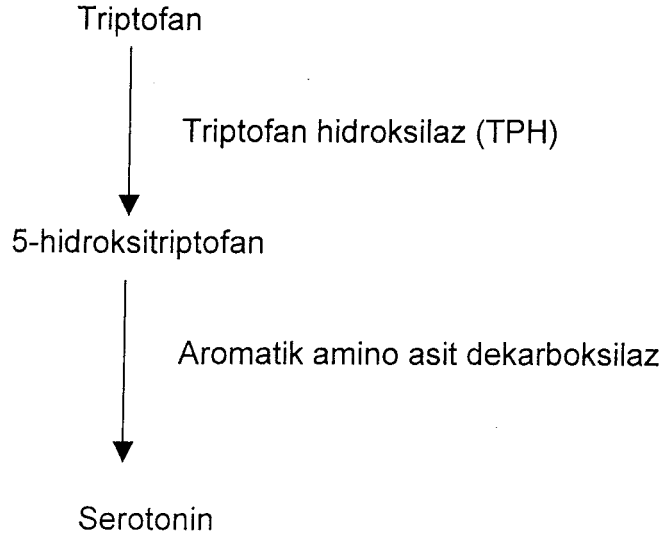 Triptofan
Triptofan hidroksilaz (TPH)
5-hidroksitriptofan
Aromatik amino asit dekarboksilaz
Serotonin